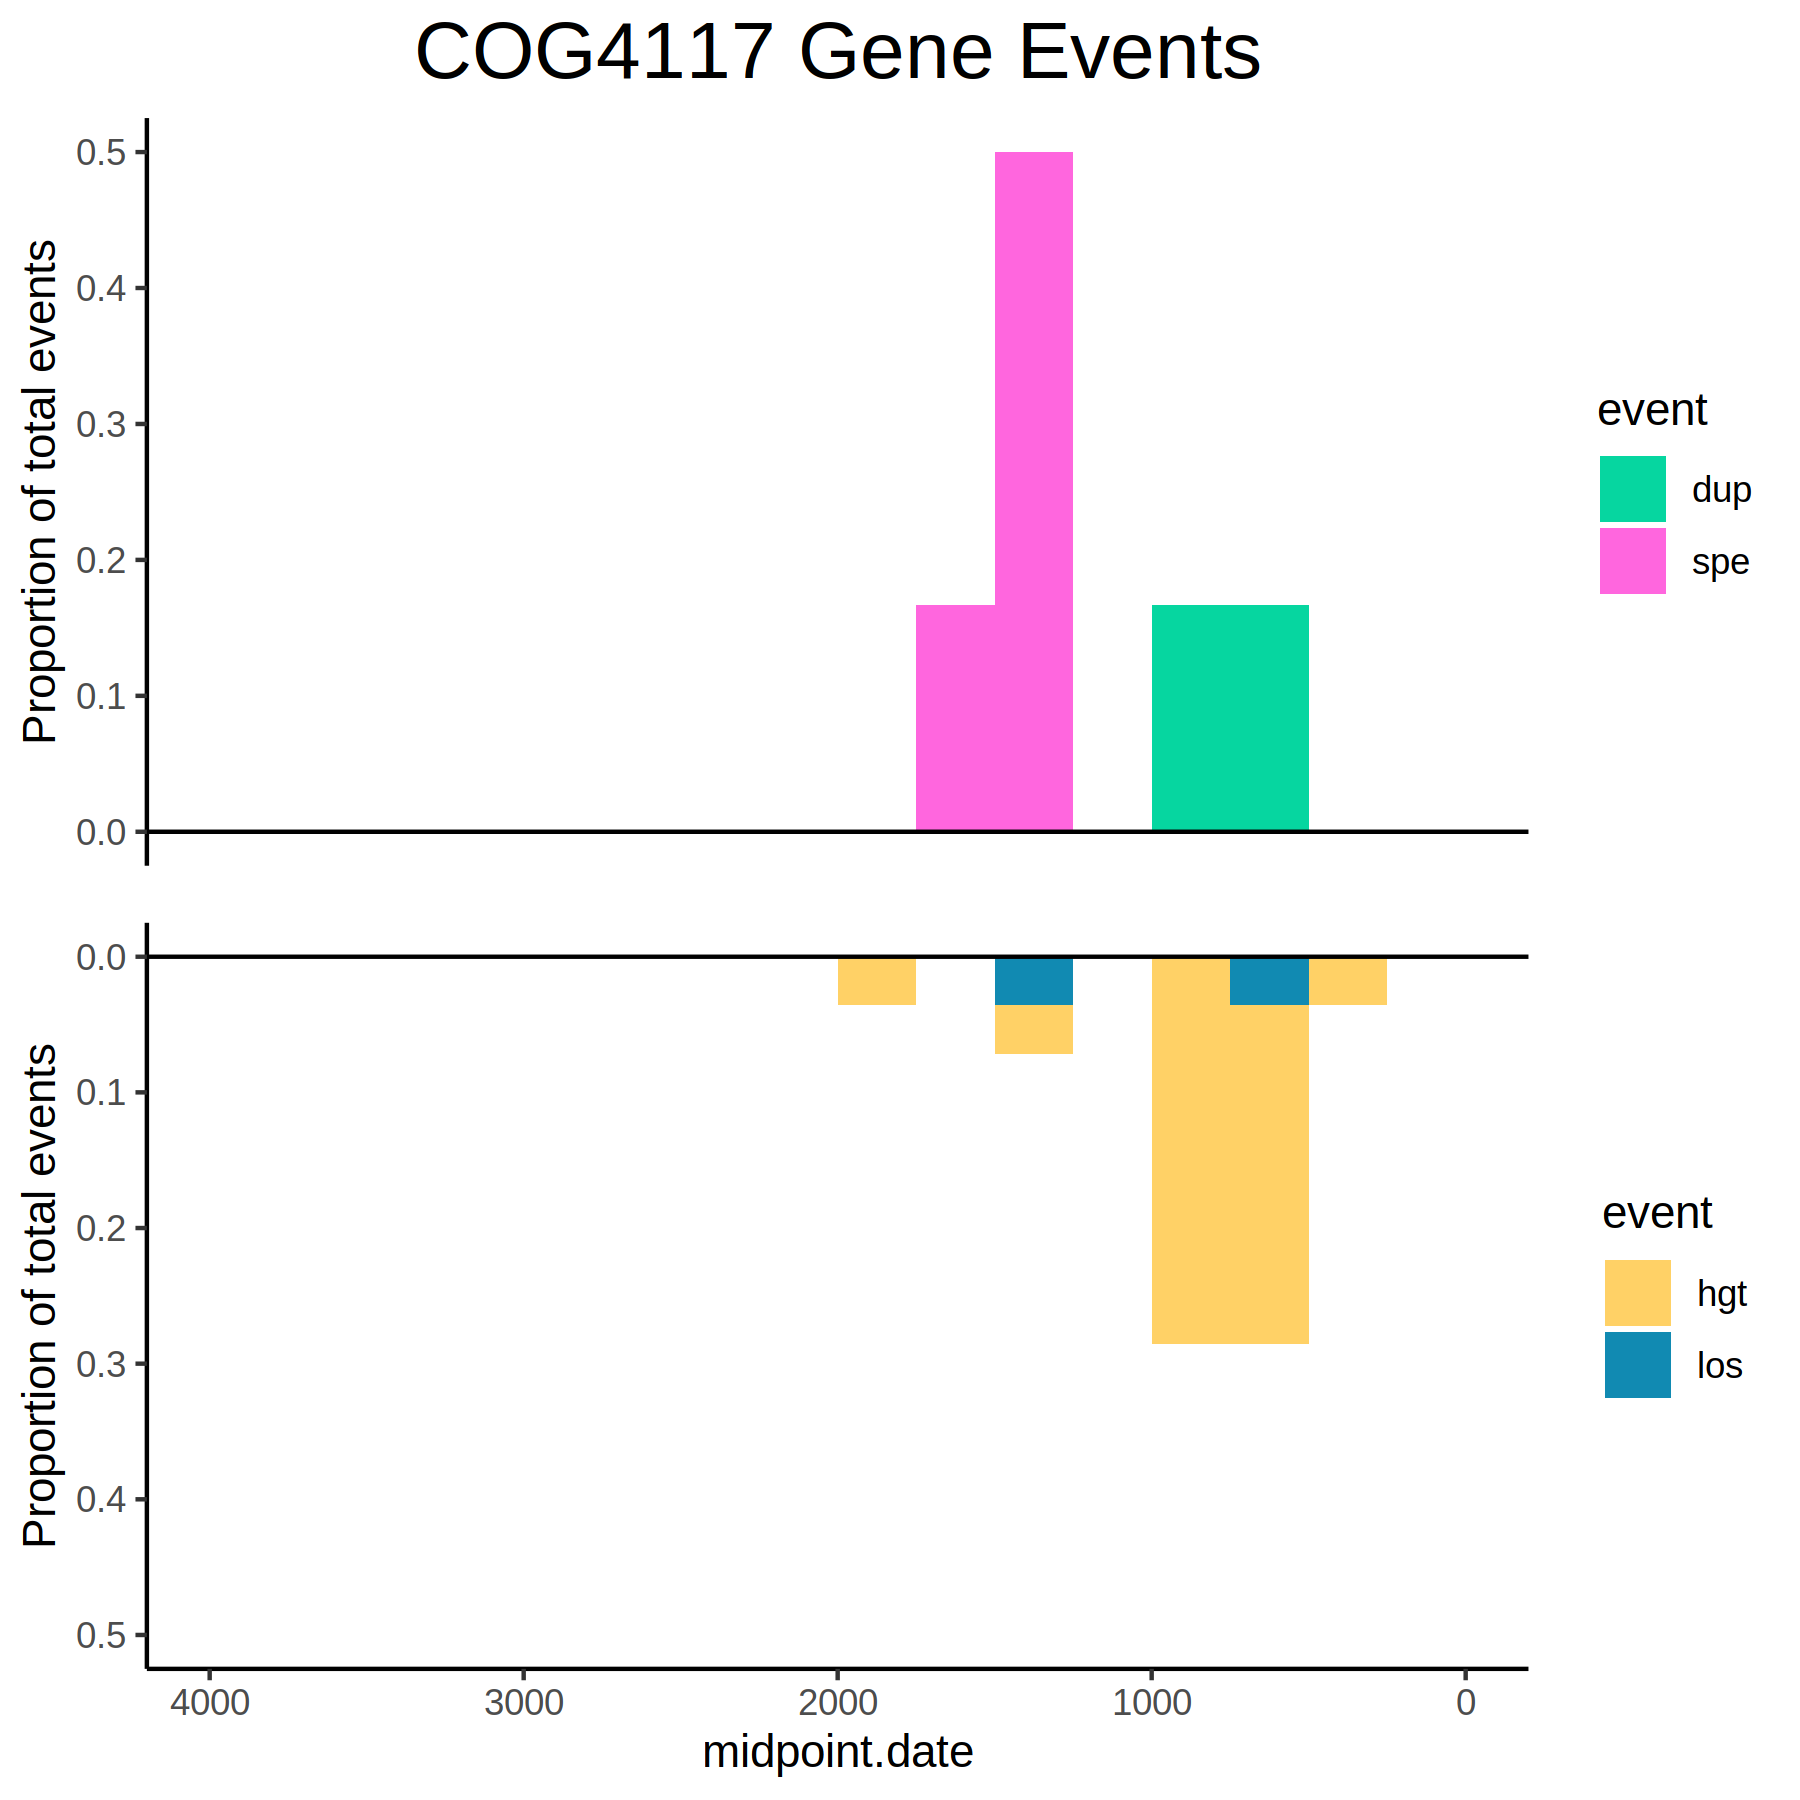 COG4117 Gene Events
Proportion of total events
0.5
0.4
0.3
0.2
0.1
0.0
event
dup
spe
Proportion of total events
0.0
0.1
0.2
0.3
0.4
0.5
event
hgt
los
4000 3000 2000 1000 0
midpoint.date